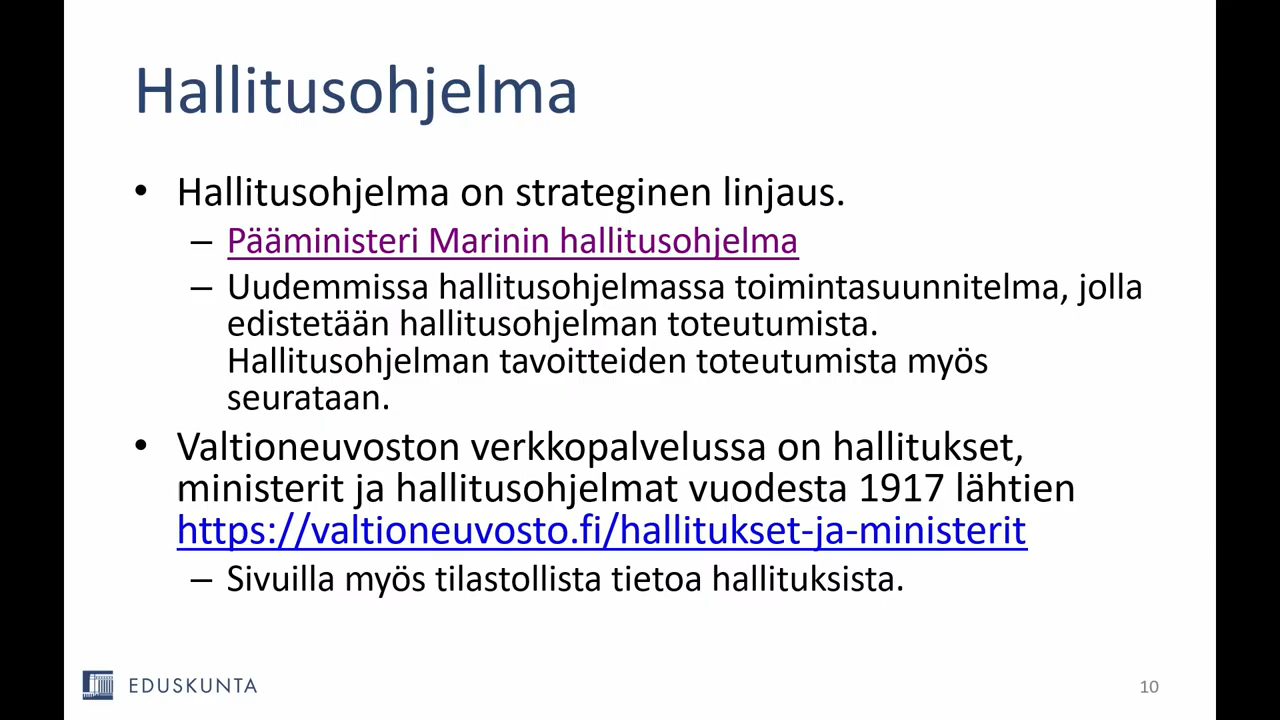 Hallitusohjelma
• Hallitusohjelma on strateginen linjaus.
– Pääministeri Marinin hallitusohjelma
– Uudemmissa hallitusohjelmassa toimintasuunnitelma, jolla
edistetään hallitusohjelman toteutumista.
Hallitusohjelman tavoitteiden toteutumista myös
seurataan.
• Valtioneuvoston verkkopalvelussa on hallitukset,
ministerit ja hallitusohjelmat vuodesta 1917 lähtien
https://valtioneuvosto.fi/hallitukset-ja-ministerit
– Sivuilla myös tilastollista tietoa hallituksista.
EDUSKUNTA
10